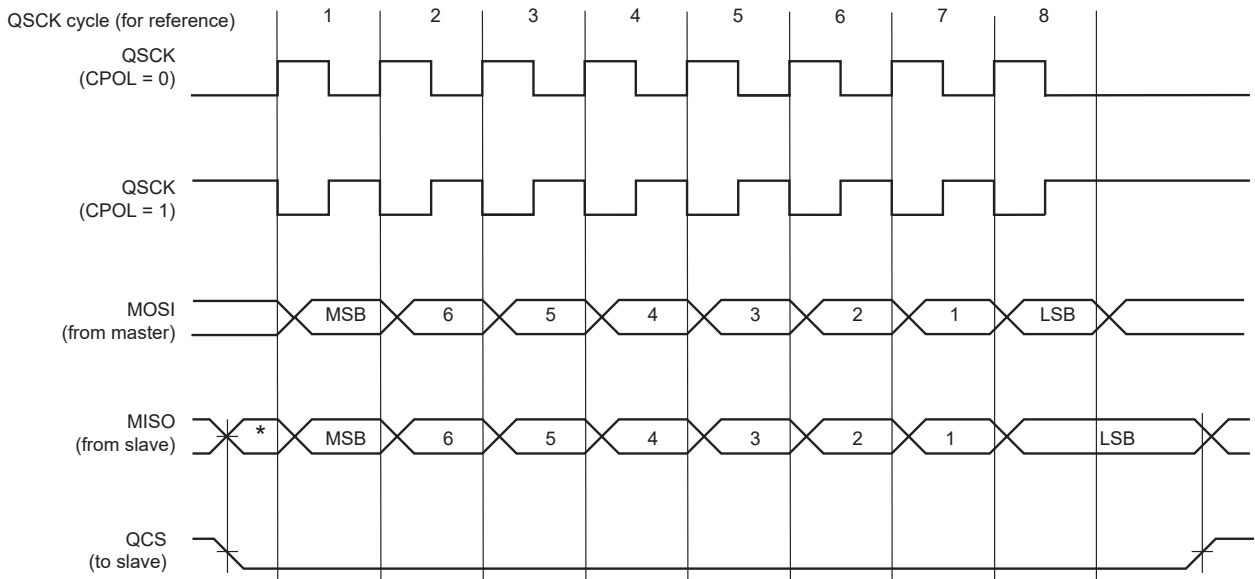 QSCK cycle (for reference) 1 2 3 4 5 6 7 8
QSCK
(CPOL = 0)
QSCK
(CPOL = 1)
MOSI
(from master)
MSB 6 5 4 3 2 1 LSB
MISO
(from slave)
* MSB 6 5 4 3 2 1 LSB
QCS
(to slave)